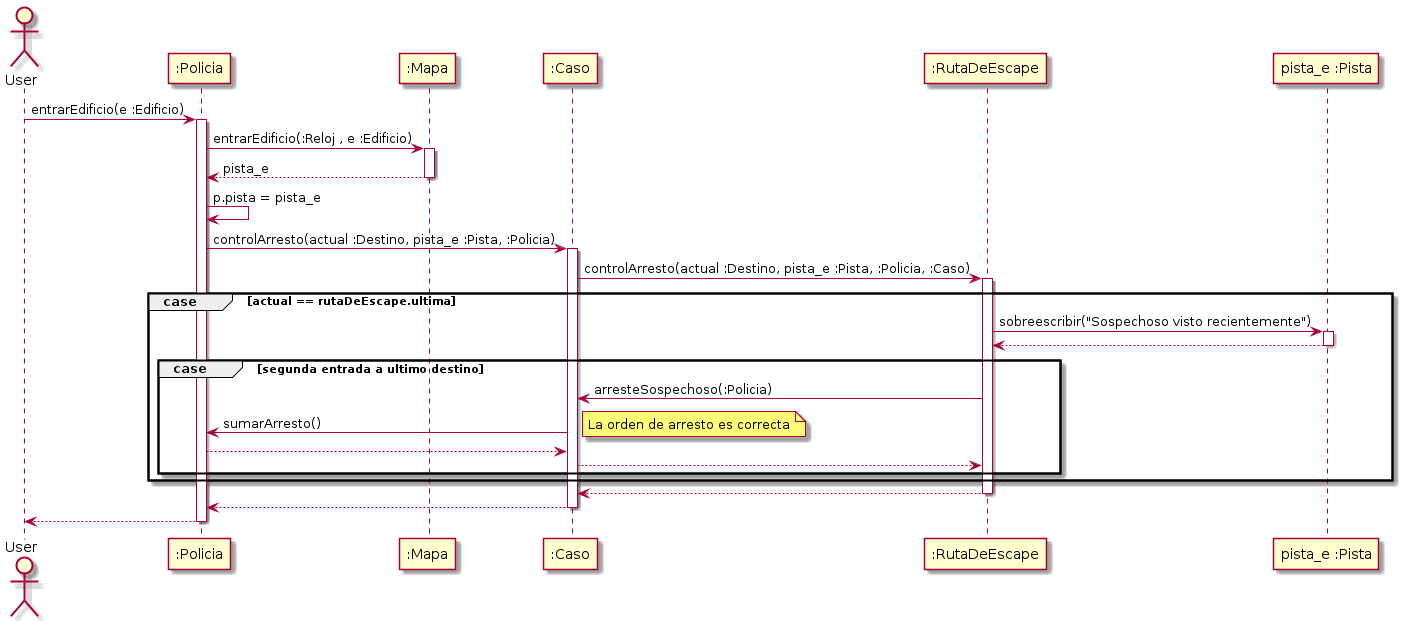 User
:Policia
:Mapa
:Caso
:RutaDeEscape
pista_e :Pista
entrarEdificio(e :Edificio)
entrarEdificio(:Reloj , e :Edificio)
pista_e
p.pista = pista_e
controlArresto(actual :Destino, pista_e :Pista, :Policia)
controlArresto(actual :Destino, pista_e :Pista, :Policia, :Caso)
case [actual == rutaDeEscape.ultima]
sobreescribir("Sospechoso visto recientemente")
case [segunda entrada a ultimo destino]
arresteSospechoso(:Policia)
La orden de arresto es correcta
sumarArresto()
User
:Policia
:Mapa
:Caso
:RutaDeEscape
pista_e :Pista